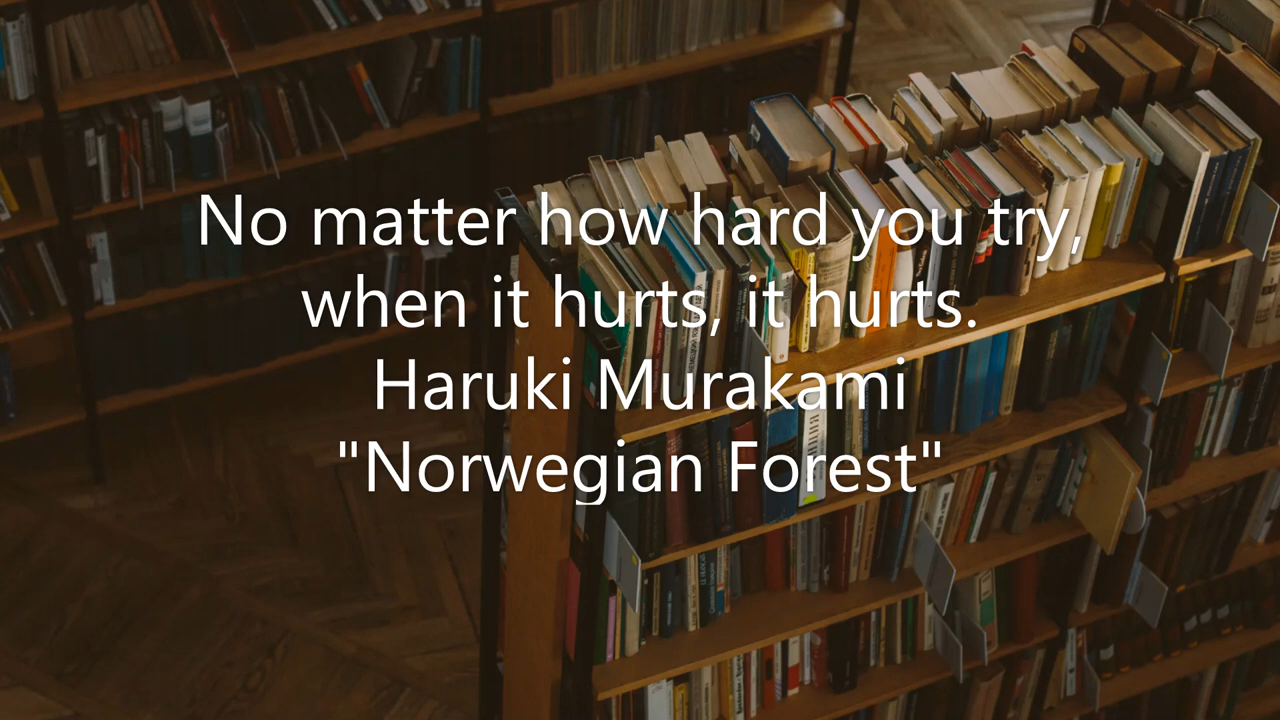 No matter how hard you try,
when it hurts, it hurts.
Haruki Murakami
"Norwegian Forest"